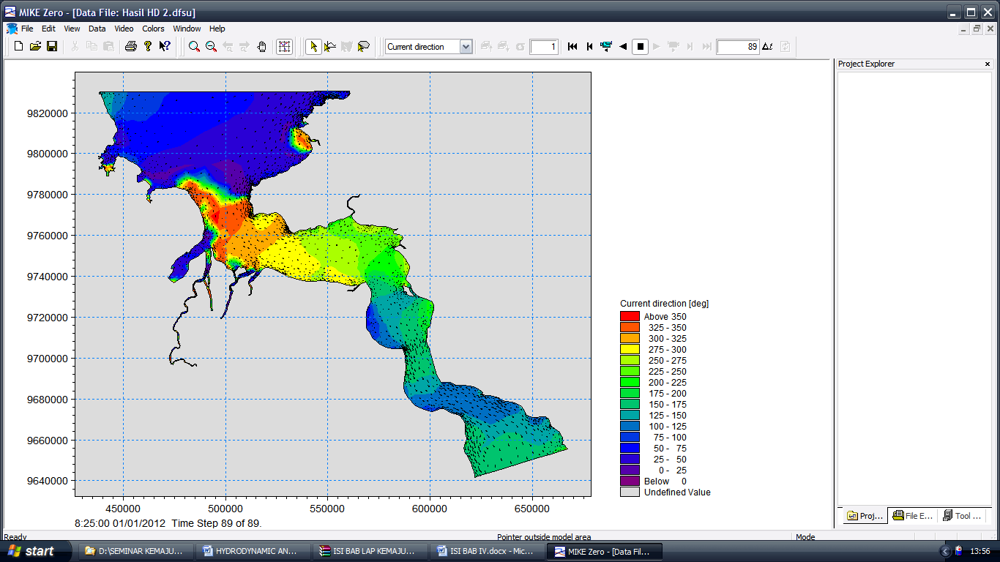 MIKE Zero - [Data File: Hasil HD 2.dfsu]
File Edit View Data Video Colors Window Help
Current direction
1
89
Δt
Project Explorer
9820000
9800000
9780000
9760000
9740000
9720000
9700000
9680000
9660000
9640000
450000 500000 550000 600000 650000
8:25:00 01/01/2012 Time Step 89 of 89.
Current direction [deg]
Above 350
325 - 350
300 - 325
275 - 300
250 - 275
225 - 250
200 - 225
175 - 200
150 - 175
125 - 150
100 - 125
75 - 100
50 - 75
25 - 50
0 - 25
Below 0
Undefined Value
Proj... File E... Tool ...
Ready Pointer outside model area Mode
start D:\SEMINAR KEMAJU... HYDRODYNAMIC AN... ISI BAB LAP KEMAJU... ISI BAB IV.docx - Mic... MIKE Zero - [Data Fil... 13:56